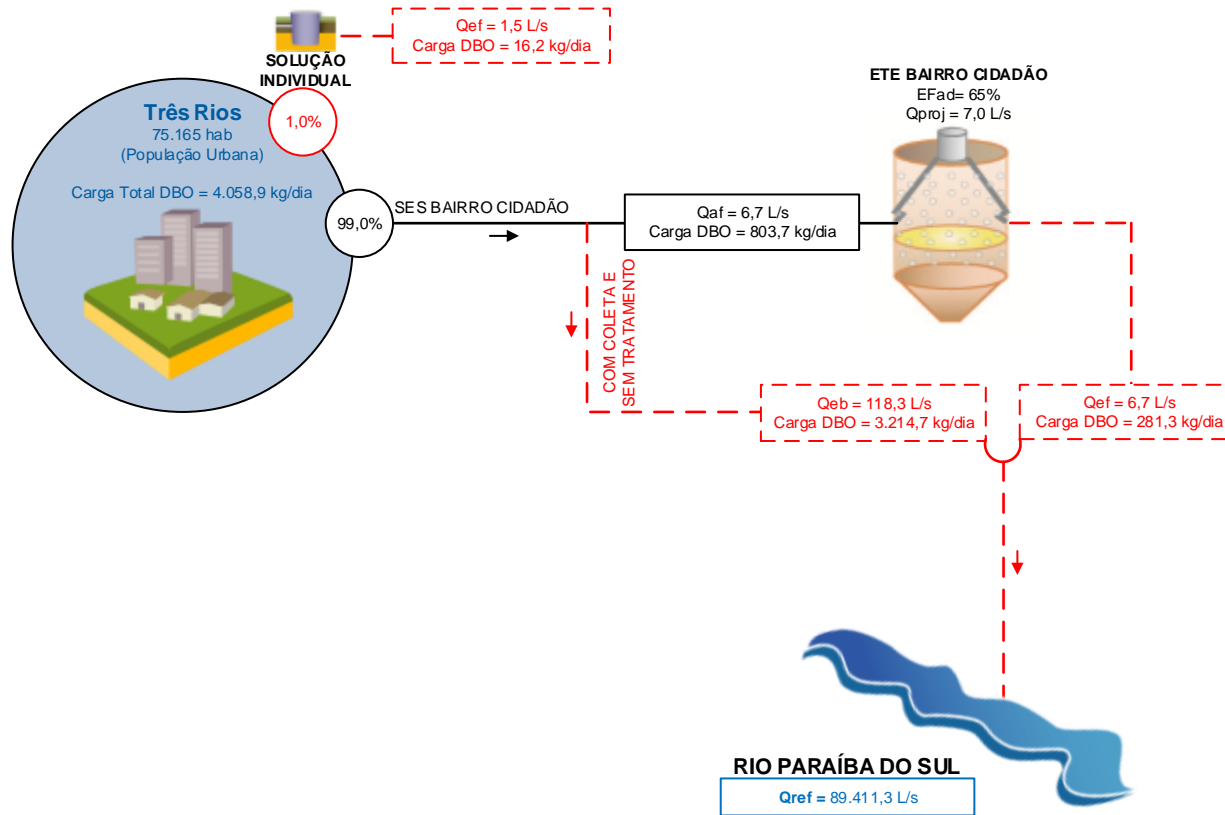 Qef = 1,5 L/s
Carga DBO = 16,2 kg/dia
SOLUÇÃO
INDIVIDUAL
1,0%
Três Rios
75.165 hab
(População Urbana)
Carga Total DBO = 4.058,9 kg/dia
99,0%
SES BAIRRO CIDADÃO
Qaf = 6,7 L/s
Carga DBO = 803,7 kg/dia
ETE BAIRRO CIDADÃO
EFad= 65%
Qproj = 7,0 L/s
COM COLETA E
SEM TRATAMENTO
Qeb = 118,3 L/s
Carga DBO = 3.214,7 kg/dia
Qef = 6,7 L/s
Carga DBO = 281,3 kg/dia
RIO PARAÍBA DO SUL
Qref = 89.411,3 L/s